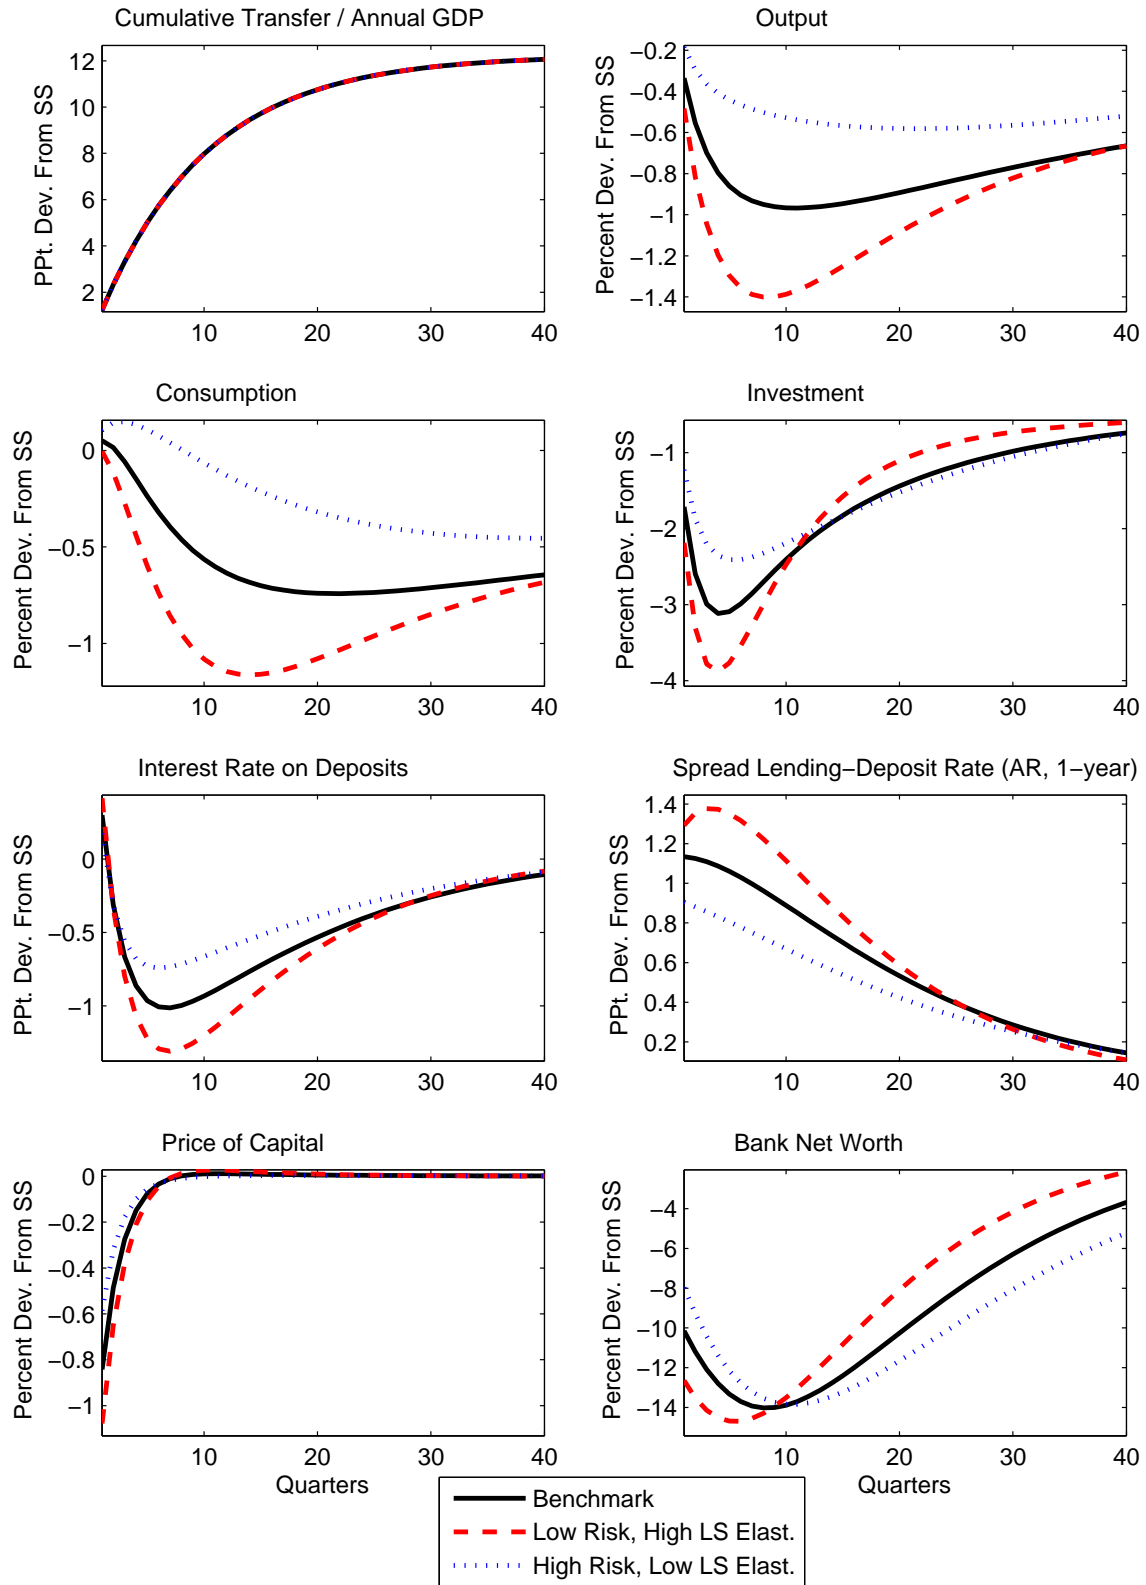 Cumulative Transfer / Annual GDP
PPt. Dev. From SS
12
10
8
6
4
2
10 20 30 40
Output
Percent Dev. From SS
−0.2
−0.4
−0.6
−0.8
−1
−1.2
−1.4
10 20 30 40
Consumption
Percent Dev. From SS
0
−0.5
−1
10 20 30 40
Investment
Percent Dev. From SS
−1
−2
−3
−4
10 20 30 40
Interest Rate on Deposits
PPt. Dev. From SS
0
−0.5
−1
10 20 30 40
Spread Lending−Deposit Rate (AR, 1−year)
PPt. Dev. From SS
1.4
1.2
1
0.8
0.6
0.4
0.2
10 20 30 40
Price of Capital
Percent Dev. From SS
0
−0.2
−0.4
−0.6
−0.8
−1
10 20 30 40
Quarters
Bank Net Worth
Percent Dev. From SS
−4
−6
−8
−10
−12
−14
10 20 30 40
Quarters
Benchmark
Low Risk, High LS Elast.
High Risk, Low LS Elast.